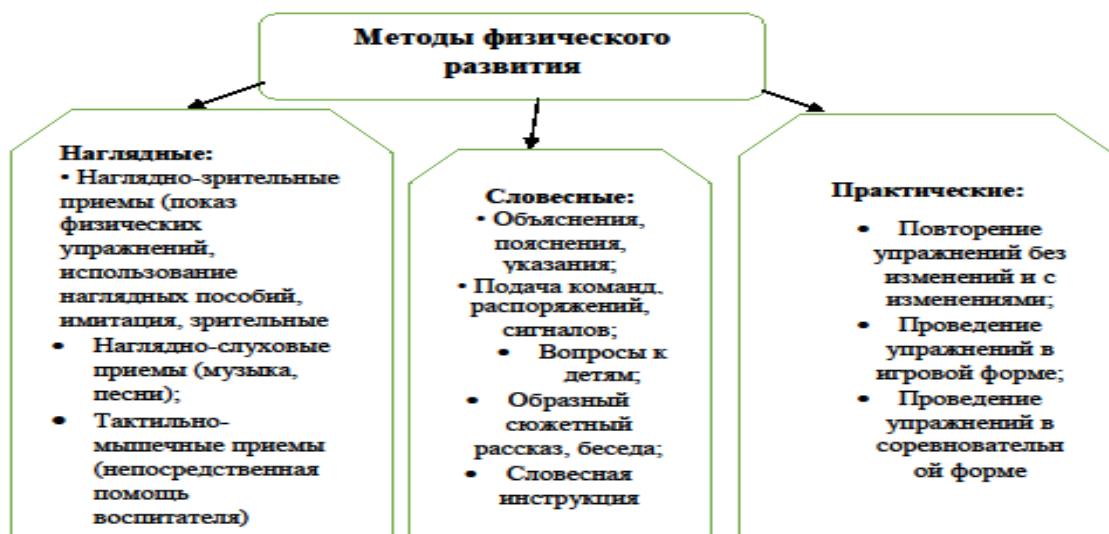 Методы физического
развития
Наглядные:
• Наглядно-зрительные
приемы (показ
физических
упражнений,
использование
наглядных пособий,
имитация, зрительные
• Наглядно-слуховые
приемы (музыка,
песни);
• Тактильно-
мышечные приемы
(непосредственная
помощь
воспитателя)
Словесные:
• Объяснения,
пояснения,
указания;
• Подача команд,
распоряжений,
сигналов;
• Вопросы к
детям;
• Образный
сюжетный
рассказ, беседа;
• Словесная
инструкция
Практические:
• Повторение
упражнений без
изменений и с
изменениями;
• Проведение
упражнений в
игровой форме;
• Проведение
упражнений в
соревновательн
ой форме